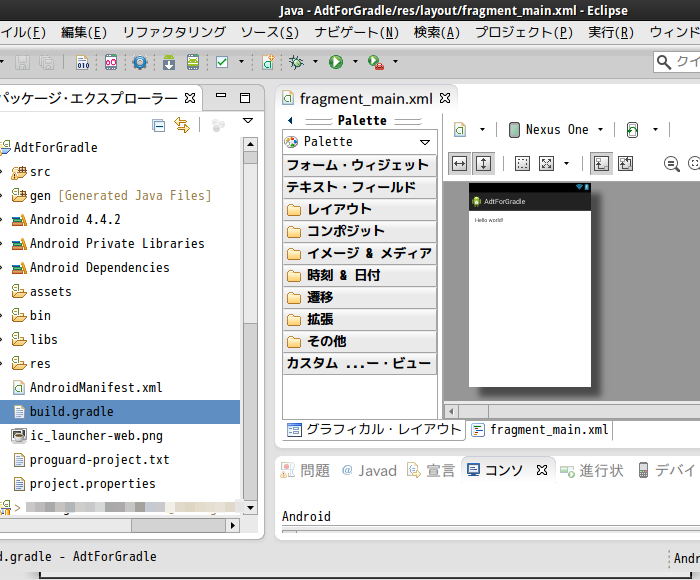 Java - AdtForGradle/res/layout/fragment_main.xml - Eclipse
イル(F) 編集(E) リファクタリング ソース(S) ナビゲート(N) 検索(A) プロジェクト(P) 実行(R) ウィンド
クイ
パッケージ・エクスプローラー
AdtForGradle
src
gen [Generated Java Files]
Android 4.4.2
Android Private Libraries
Android Dependencies
assets
bin
libs
res
AndroidManifest.xml
build.gradle
ic_launcher-web.png
proguard-project.txt
project.properties
fragment_main.xml
Palette
Palette
フォーム・ウィジェット
テキスト・フィールド
レイアウト
コンポジット
イメージ & メディア
時刻 & 日付
遷移
拡張
その他
カスタム ...ー・ビュー
Nexus One
AdtForGradle
Hello world!
グラフィカル・レイアウト fragment_main.xml
問題 @ Javad 宣言 コンソ 進行状 デバイ
Android
d.gradle - AdtForGradle
Andr